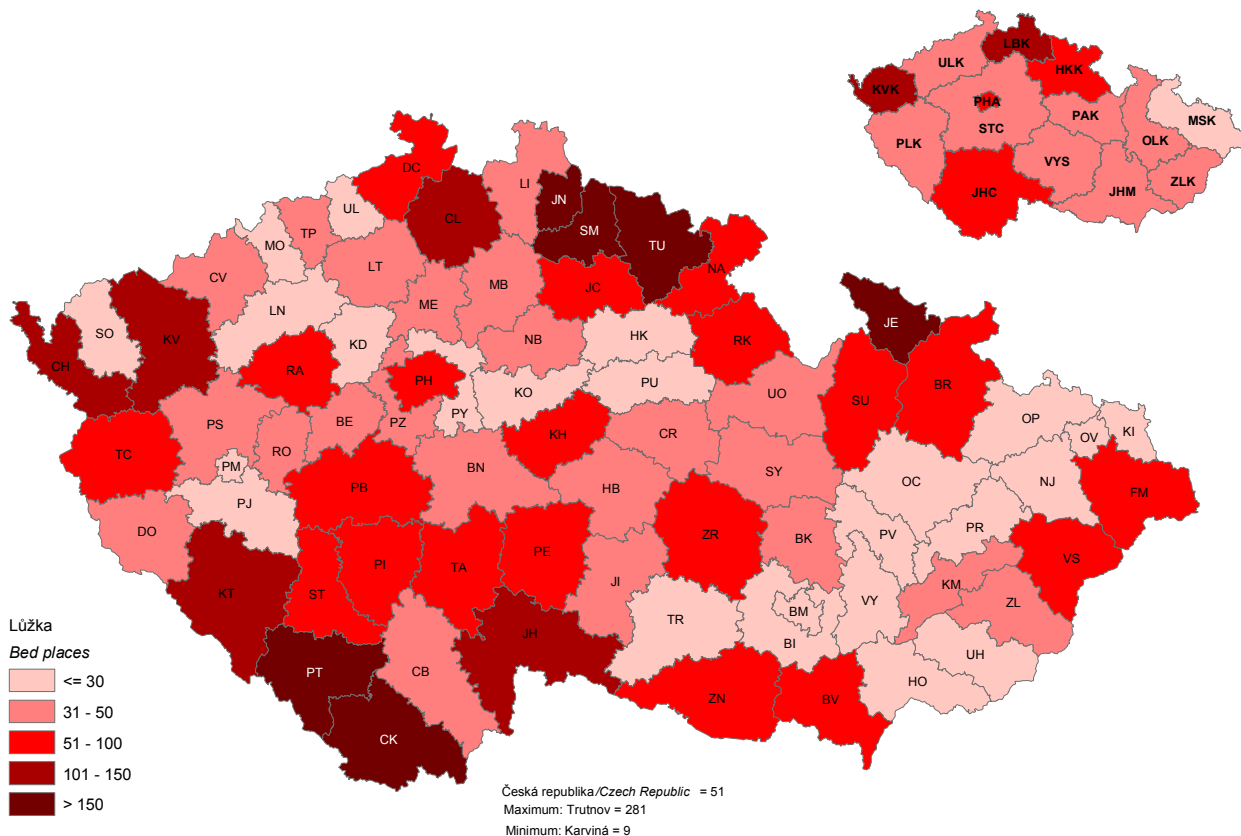 LBK
ULK
HKK
KVK
PHA
MSK
PAK
STC
OLK
PLK
VYS
ZLK
JHC
JHM
DC
LI
JN
UL
CL
SM
TU
MO
TP
NA
CV
LT
MB
JC
ME
LN
SO
KV
HK
JE
KD
NB
RK
CH
RA
PH
BR
PU
KO
UO
SU
PY
PS
BE
PZ
OP
KI
OV
TC
RO
KH
CR
PM
BN
SY
OC
NJ
HB
PB
FM
PJ
PR
DO
ZR
PV
BK
VS
PI
TA
PE
KT
ST
JI
KM
ZL
BM
VY
TR
JH
BI
UH
PT
CB
HO
ZN
BV
CK
Lůžka
Bed places
<= 30
31 - 50
51 - 100
101 - 150
> 150
Česká republika/Czech Republic = 51
Maximum: Trutnov = 281
Minimum: Karviná = 9